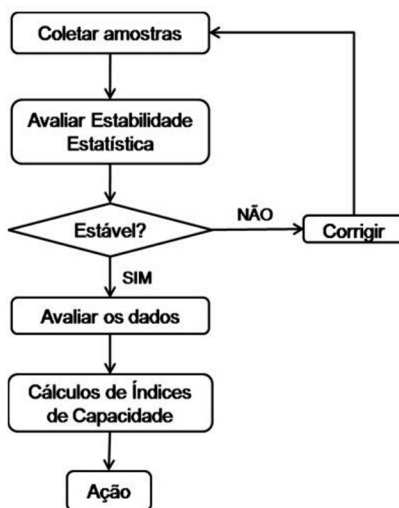 Coletar amostras
Avaliar Estabilidade
Estatística
Estável?
NÃO
Corrigir
SIM
Avaliar os dados
Cálculos de Índices
de Capacidade
Ação